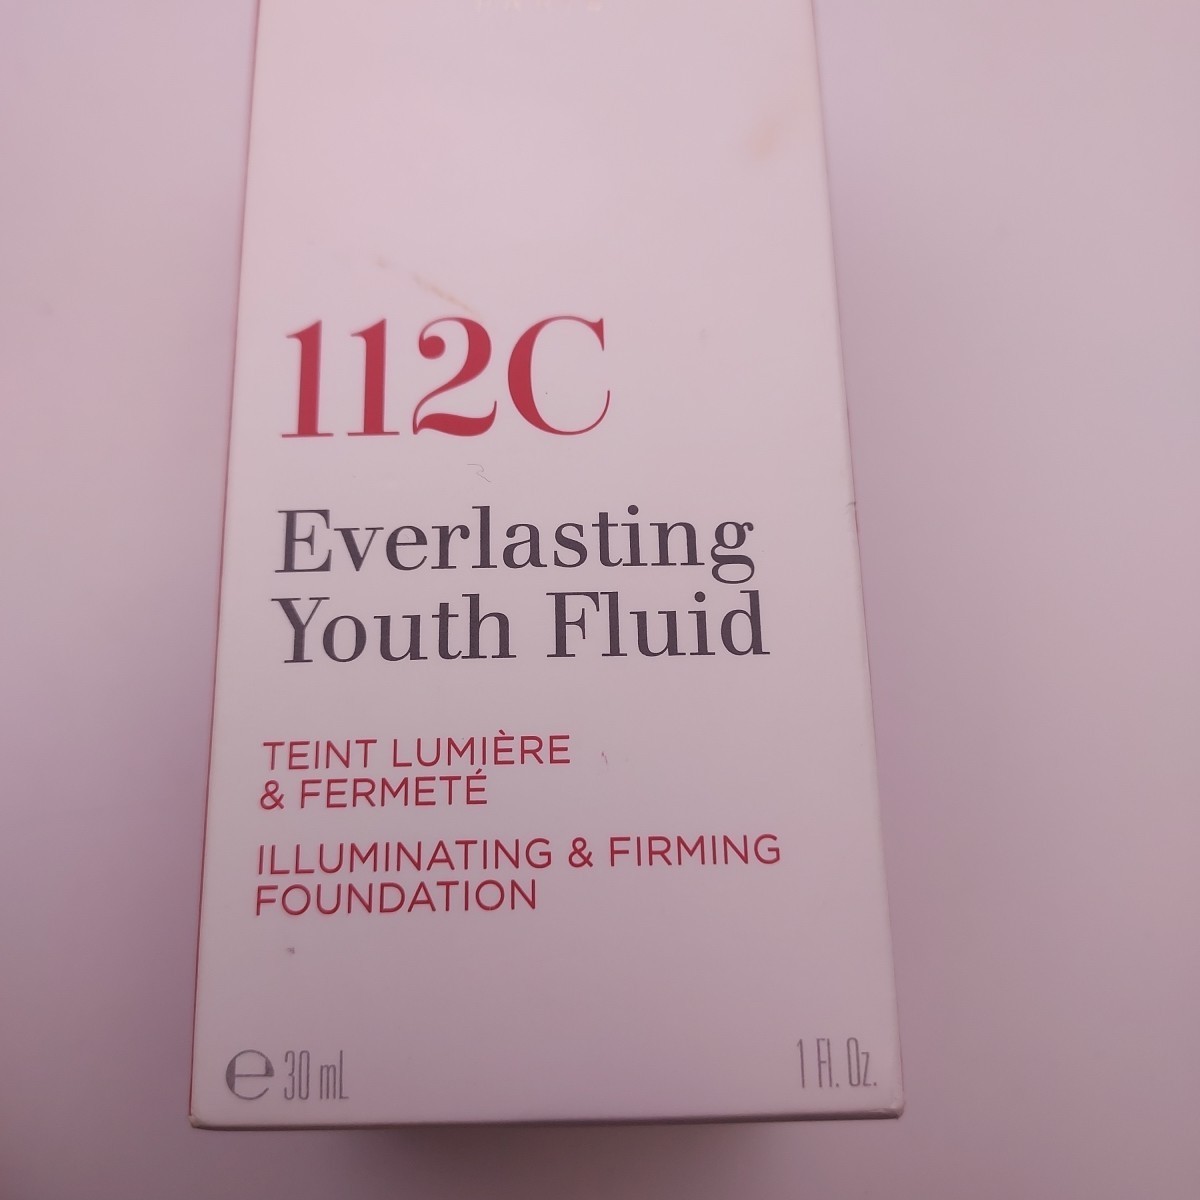 112C
Everlasting
Youth Fluid
TEINT LUMIÈRE
& FERMETÉ
ILLUMINATING & FIRMING
FOUNDATION
℮ 30 mL
1 Fl. Oz.